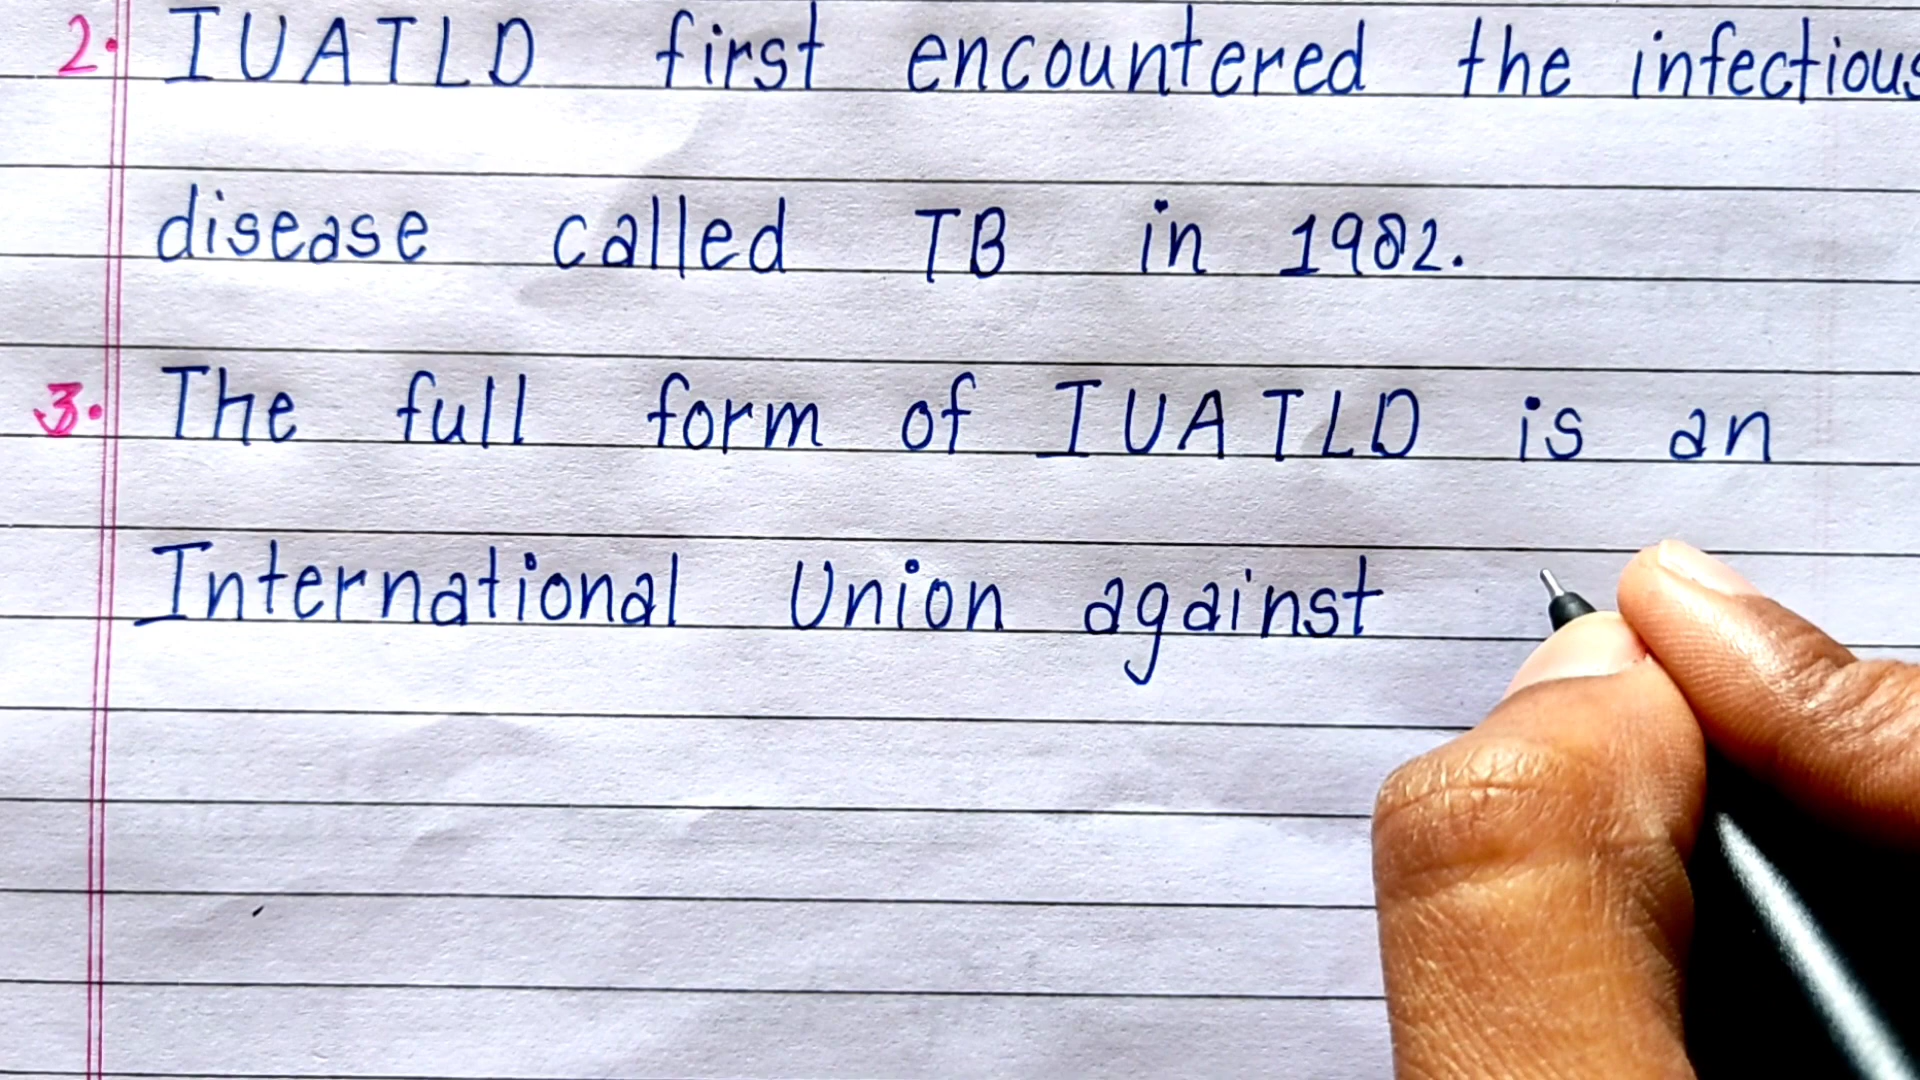 2. IUATLD first encountered the infectious
disease called TB in 1982.
3. The full form of IUATLD is an
International Union against